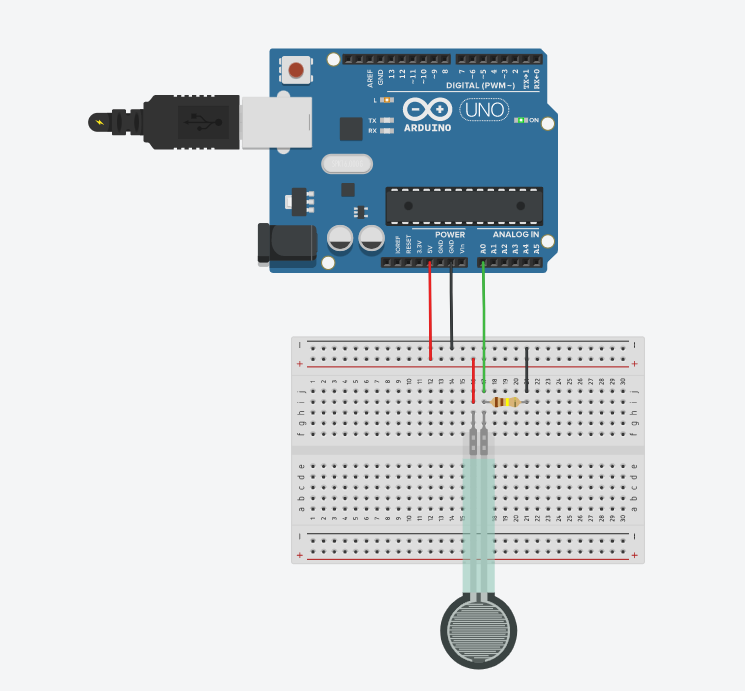 AREF
GND
13
12
~11
~10
~9
8
7
~6
~5
4
~3
2
TX→1
RX←0
DIGITAL (PWM~)
L
TX
RX
ARDUINO
UNO
ON
POWER
ANALOG IN
IOREF
RESET
3.3V
5V
GND
GND
Vin
A0
A1
A2
A3
A4
A5
− −
+ +
1 2 3 4 5 6 7 8 9 10 11 12 13 14 15 18 19 20 21 22 23 24 25 26 27 28 29 30
j j
i i
h h
g g
f f
e e
d d
c c
b b
a a
1 2 3 4 5 6 7 8 9 10 11 12 13 14 15 18 19 20 21 22 23 24 25 26 27 28 29 30
− −
+ +